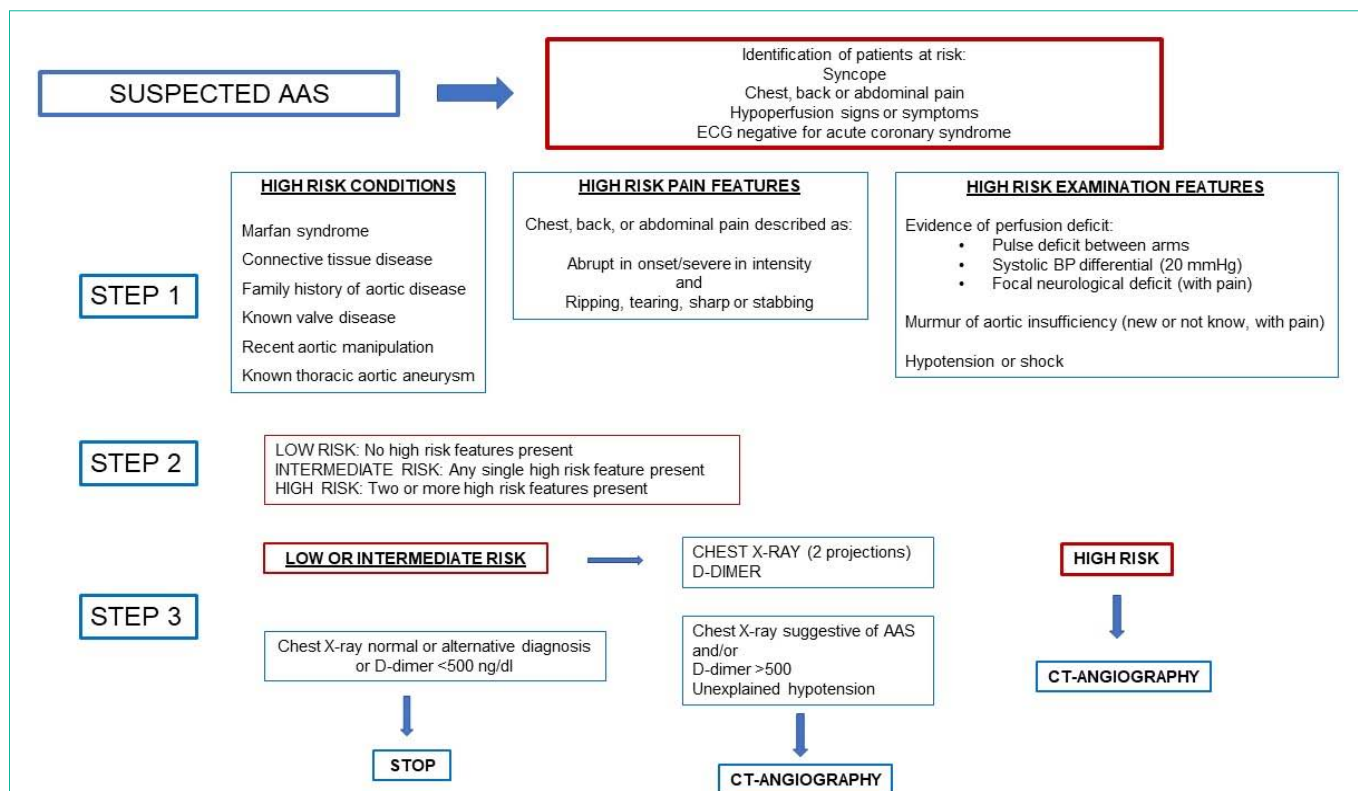 SUSPECTED AAS
Identification of patients at risk:
Syncope
Chest, back or abdominal pain
Hypoperfusion signs or symptoms
ECG negative for acute coronary syndrome
STEP 1
HIGH RISK CONDITIONS
Marfan syndrome
Connective tissue disease
Family history of aortic disease
Known valve disease
Recent aortic manipulation
Known thoracic aortic aneurysm
HIGH RISK PAIN FEATURES
Chest, back, or abdominal pain described as:
Abrupt in onset/severe in intensity
and
Ripping, tearing, sharp or stabbing
HIGH RISK EXAMINATION FEATURES
Evidence of perfusion deficit:
• Pulse deficit between arms
• Systolic BP differential (20 mmHg)
• Focal neurological deficit (with pain)
Murmur of aortic insufficiency (new or not know, with pain)
Hypotension or shock
STEP 2
LOW RISK: No high risk features present
INTERMEDIATE RISK: Any single high risk feature present
HIGH RISK: Two or more high risk features present
STEP 3
LOW OR INTERMEDIATE RISK
CHEST X-RAY (2 projections)
D-DIMER
HIGH RISK
Chest X-ray normal or alternative diagnosis
or D-dimer <500 ng/dl
Chest X-ray suggestive of AAS
and/or
D-dimer >500
Unexplained hypotension
CT-ANGIOGRAPHY
STOP
CT-ANGIOGRAPHY